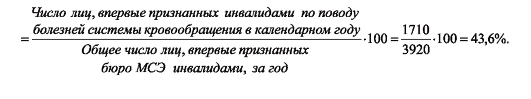 Число лиц, впервые признанных инвалидами по поводу
болезней системы кровообращения в календарном году
= ·100 = 1710 / 3920 ·100 = 43,6%.
Общее число лиц, впервые признанных
бюро МСЭ инвалидами, за год